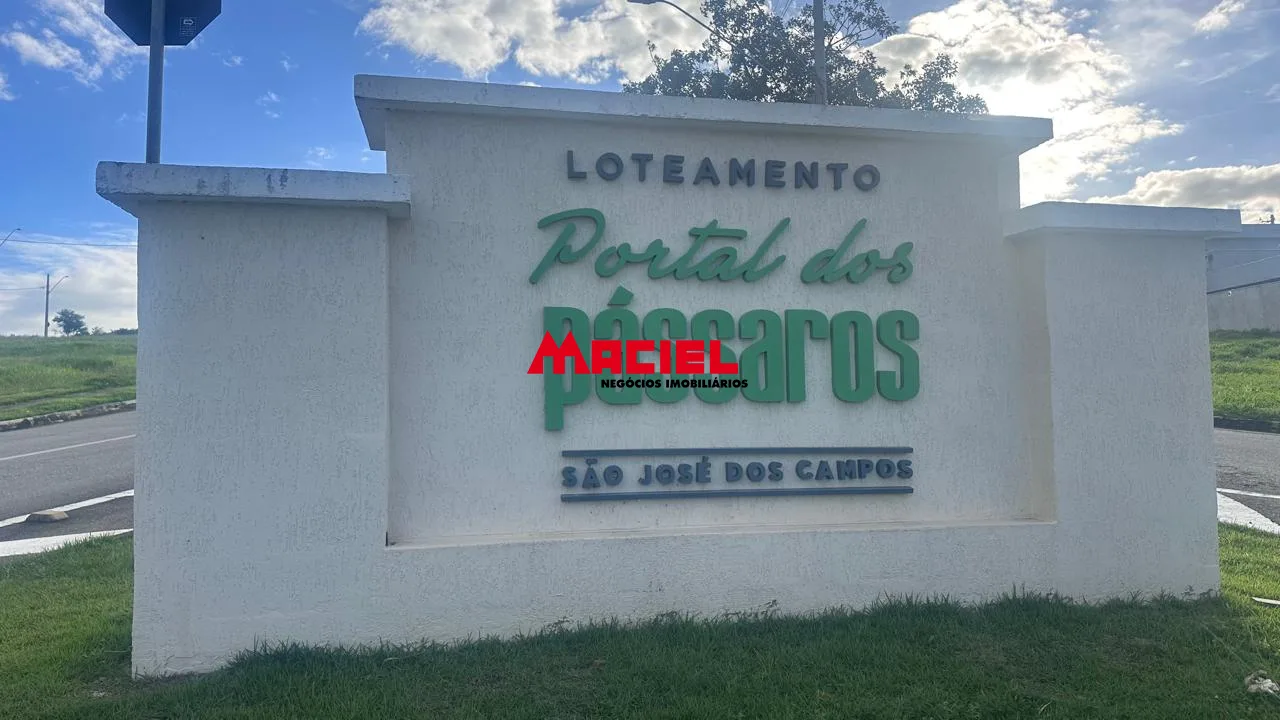 LOTEAMENTO
Portal dos
pássaros
MACIEL
NEGÓCIOS IMOBILIÁRIOS
SÃO JOSÉ DOS CAMPOS